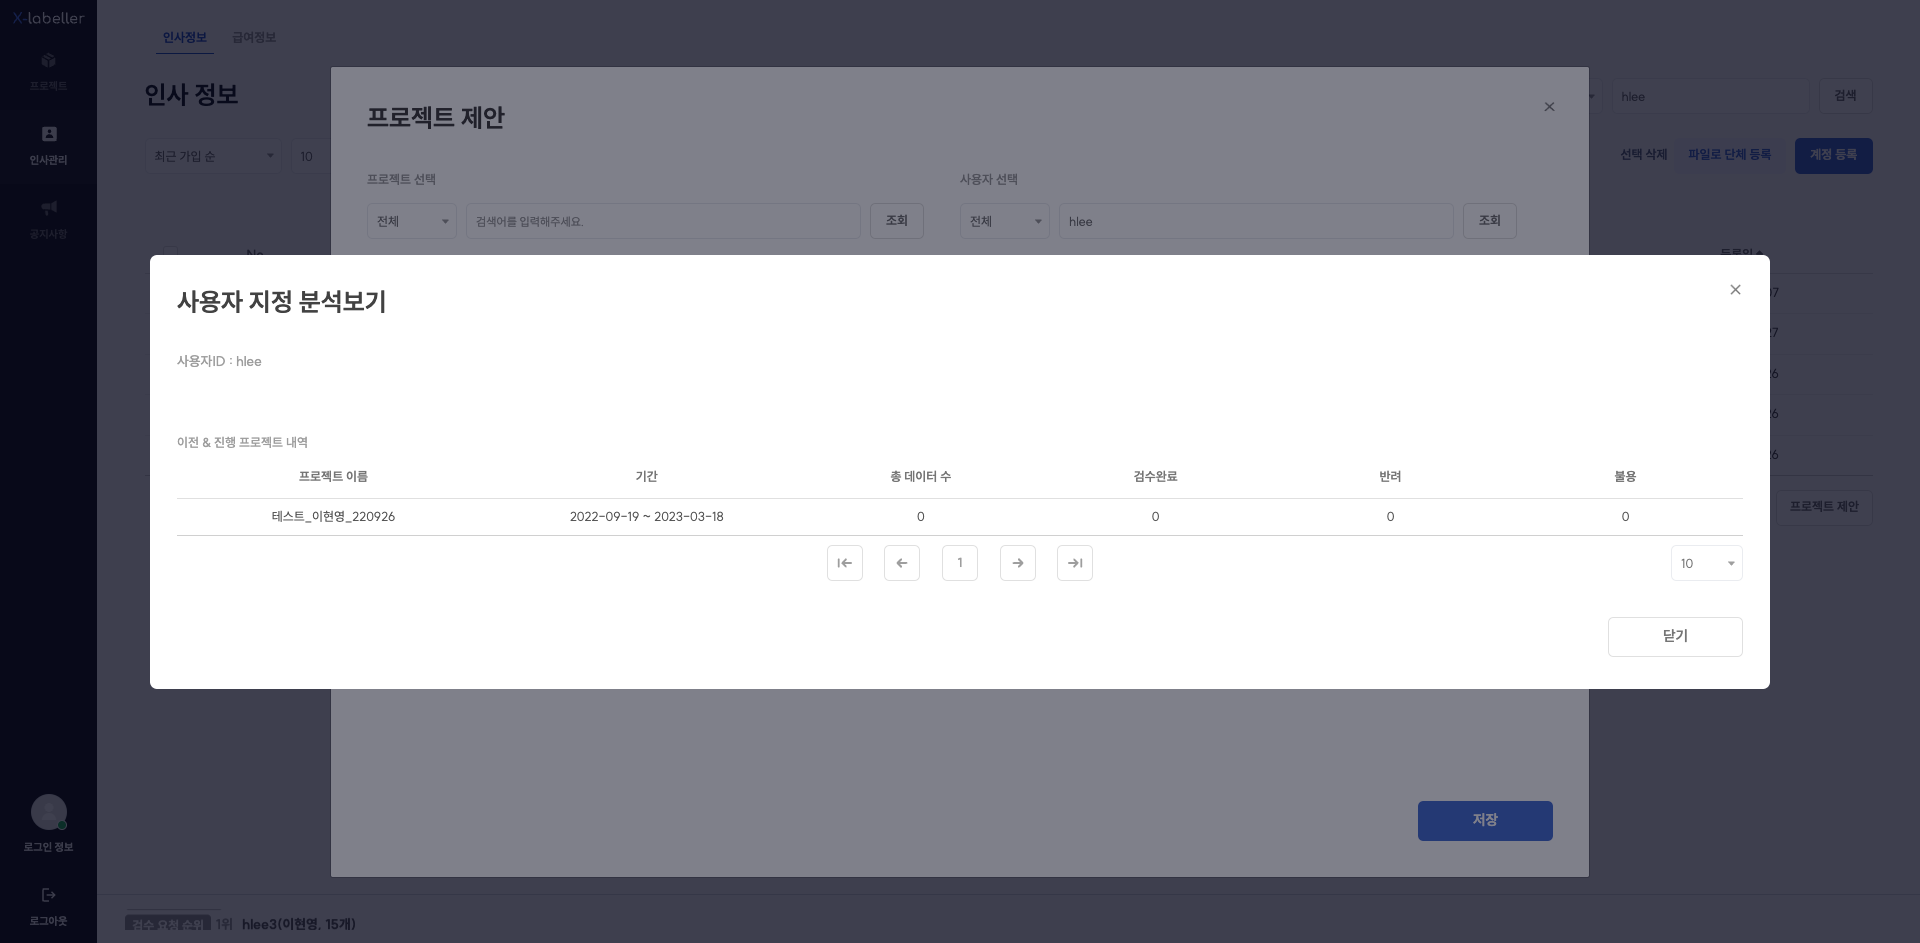 X-labeller
프로젝트
인사관리
공지사항
로그인 정보
로그아웃
인사정보 급여정보
인사 정보
hlee 검색
최근 가입 순 10
선택 삭제 파일로 단체 등록 계정 등록
No
프로젝트 제안
프로젝트 선택 사용자 선택
전체 검색어를 입력해주세요. 조회 전체 hlee 조회
사용자 지정 분석보기
사용자ID : hlee
이전 & 진행 프로젝트 내역
프로젝트 이름 기간 총 데이터 수 검수완료 반려 불용
테스트_이현영_220926 2022-09-19 ~ 2023-03-18 0 0 0 0
1 10
닫기
프로젝트 제안
저장
검수 요청 순위 1위 hlee3(이현영, 15개)